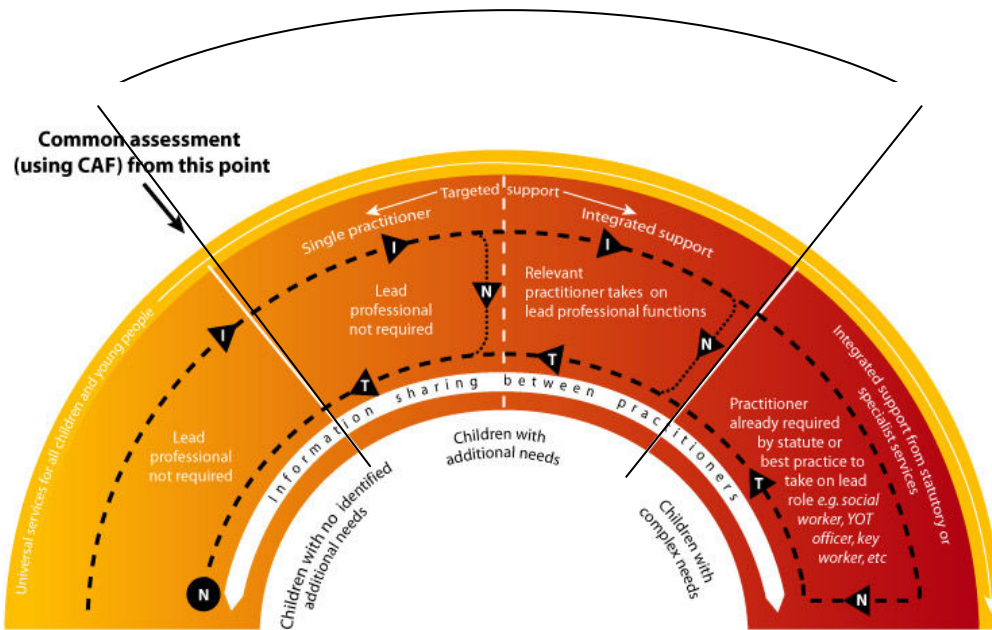 Common assessment
(using CAF) from this point
Targeted support
Single practitioner
Integrated support
I
I
I
Lead
professional
not required
N
Relevant
practitioner takes on
lead professional functions
N
T
T
Information sharing between practitioners
Universal services for all children and young people
Lead
professional
not required
N
Children with no identified
additional needs
Children with
additional needs
Children with
complex needs
Practitioner
already required
by statute or
best practice to
take on lead
role e.g. social
worker, YOT
officer, key
worker, etc
T
N
Integrated support from statutory or
specialist services